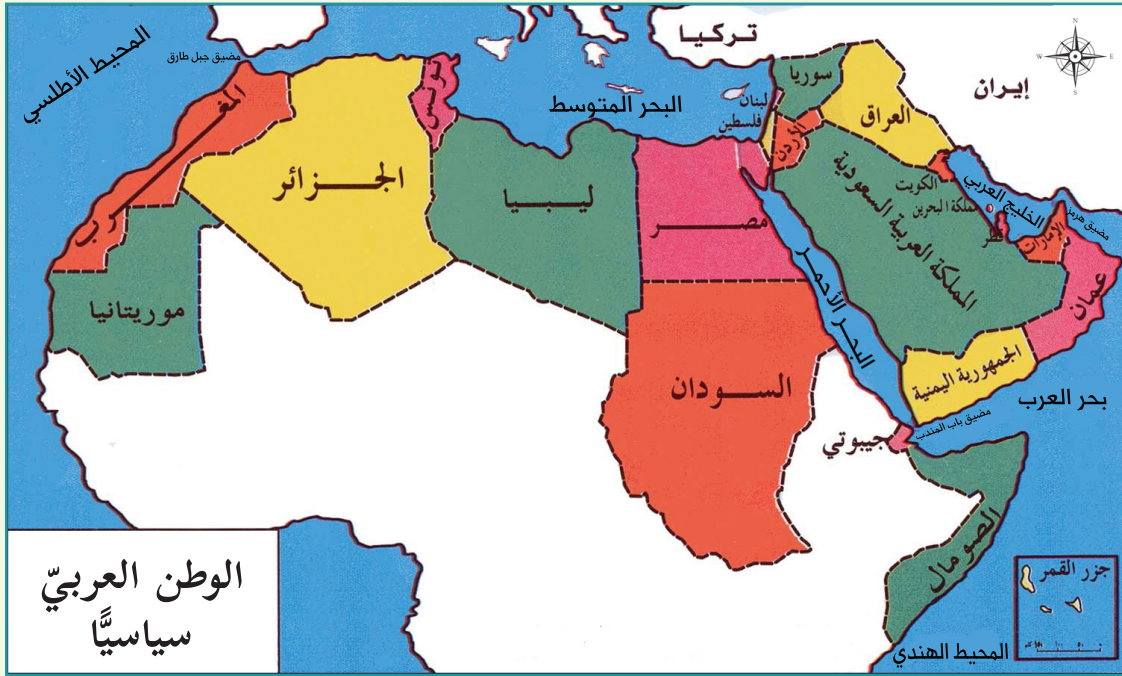 المحيط الأطلسي
مضيق جبل طارق
تركيا
N
W
E
S
إيران
سوريا
لبنان
فلسطين
العراق
الأردن
البحر المتوسط
المغرب
تونس
الجزائر
ليبيا
مصر
الكويت
مملكة البحرين
قطر
الخليج العربي
مضيق هرمز
الإمارات
عمان
المملكة العربية السعودية
البحر الأحمر
موريتانيا
السودان
الجمهورية اليمنية
بحر العرب
مضيق باب المندب
جيبوتي
الصومال
جزر القمر
المحيط الهندي
الوطن العربيّ
سياسيًّا